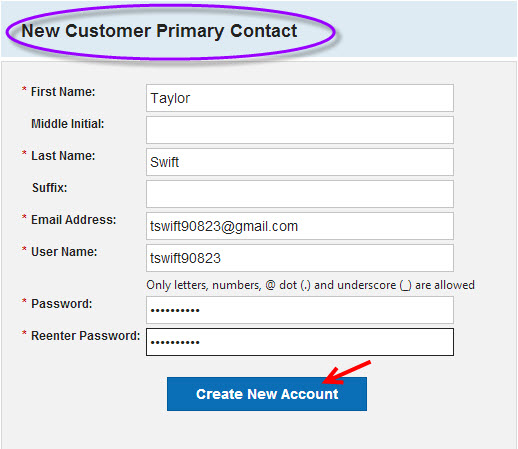 New Customer Primary Contact
* First Name: Taylor
Middle Initial:
* Last Name: Swift
Suffix:
* Email Address: tswift90823@gmail.com
* User Name: tswift90823
Only letters, numbers, @ dot (.) and underscore (_) are allowed
* Password: ••••••••••
* Reenter Password: ••••••••••
Create New Account